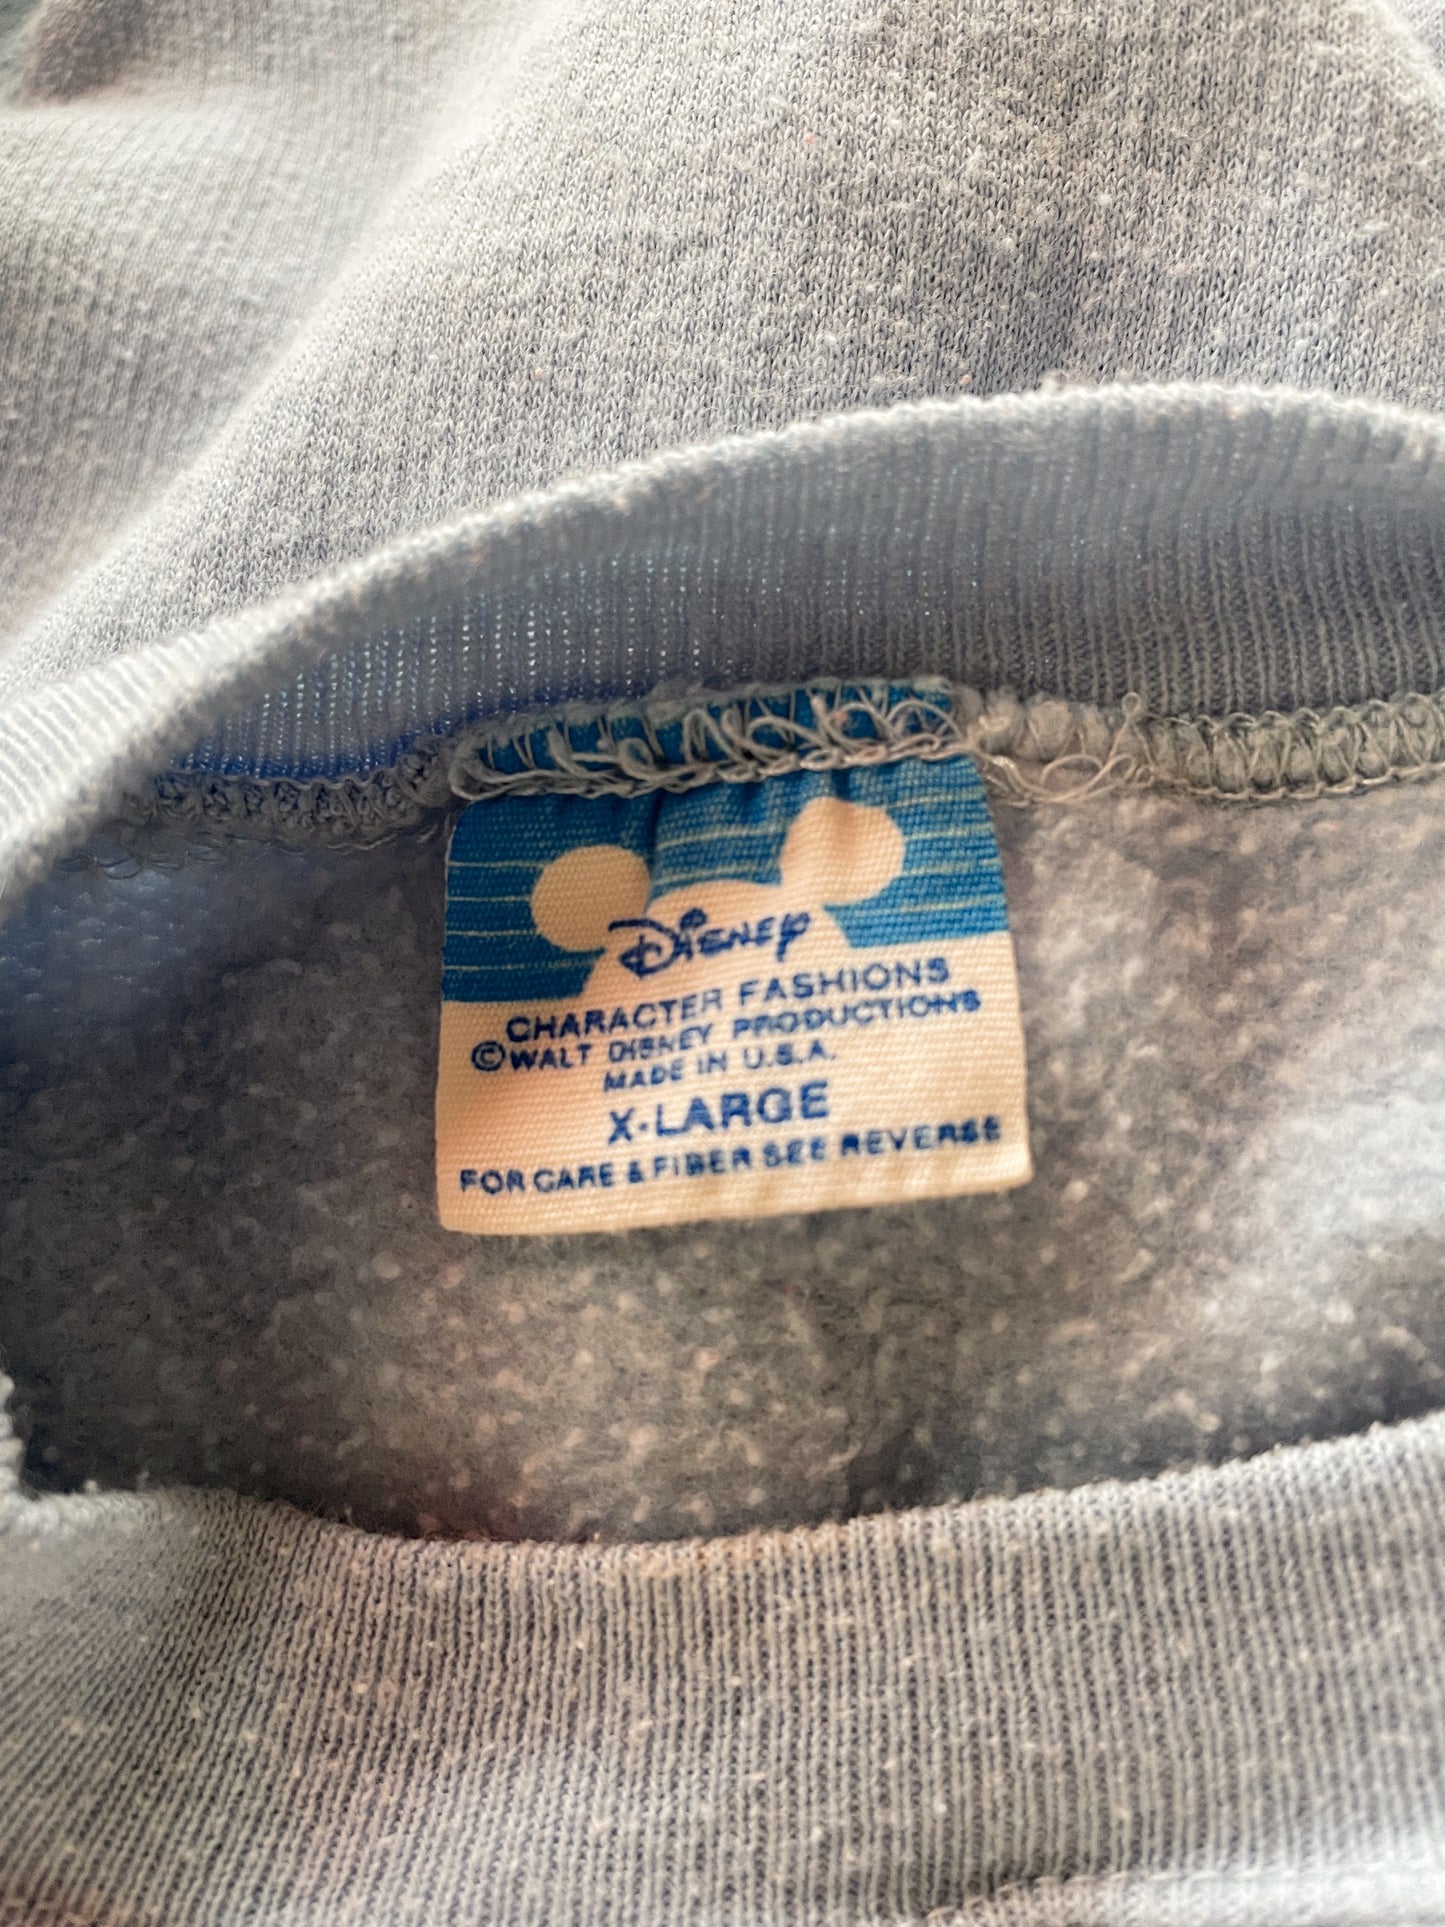 Disney
CHARACTER FASHIONS
©WALT DISNEY PRODUCTIONS
MADE IN U.S.A.
X-LARGE
FOR CARE & FIBER SEE REVERSE